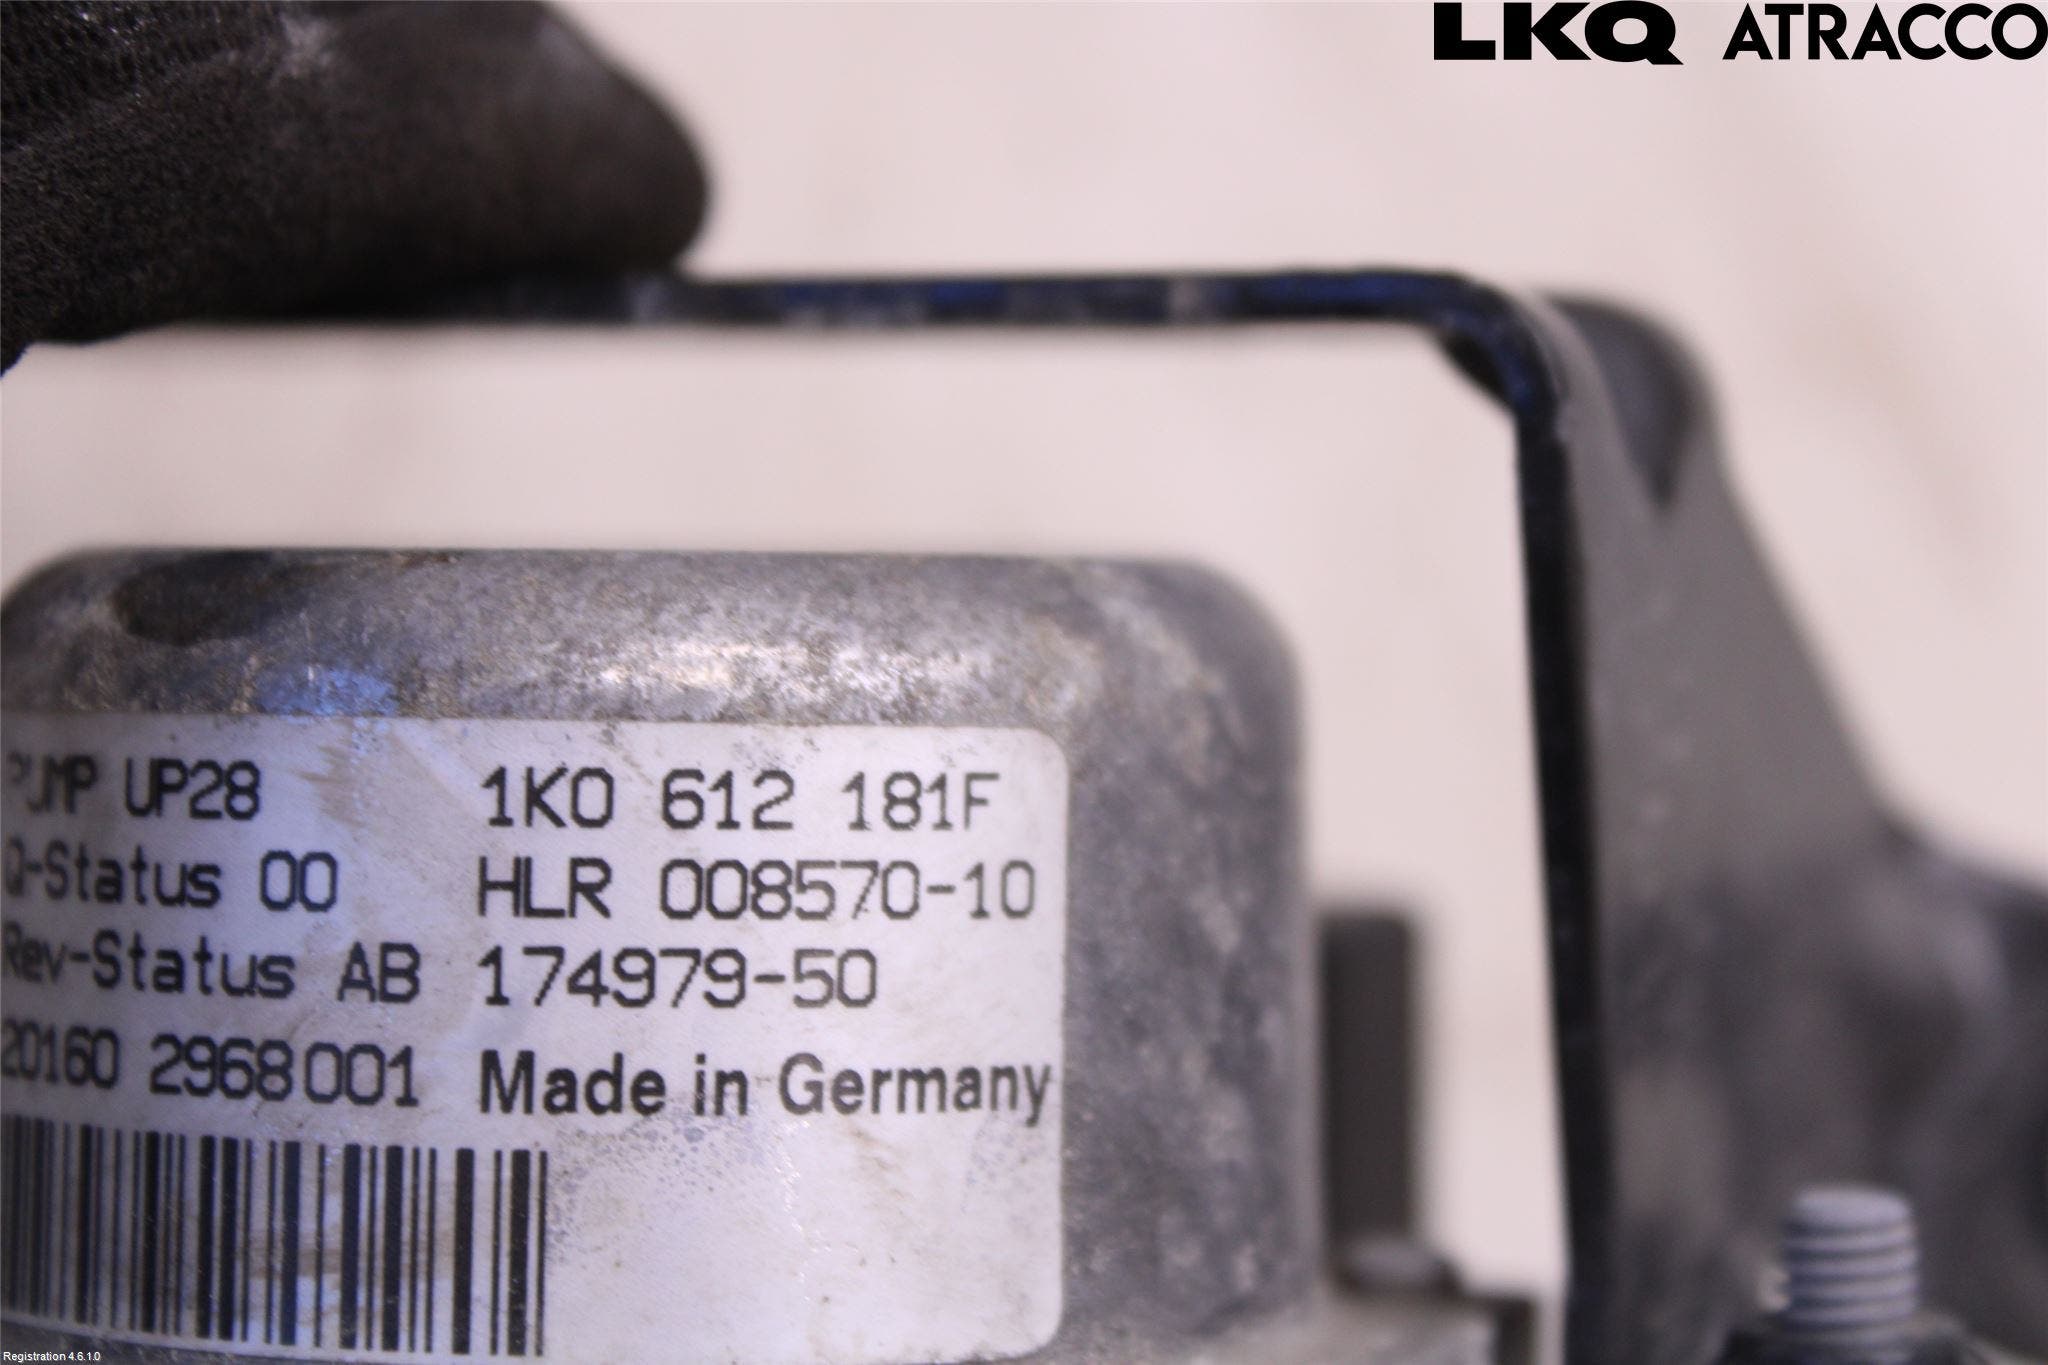 LKQ ATRACCO
PUMP UP28 1K0 612 181F
Q-Status 00 HLR 008570-10
Rev-Status AB 174979-50
20160 2968001 Made in Germany
Registration 4.6.1.0